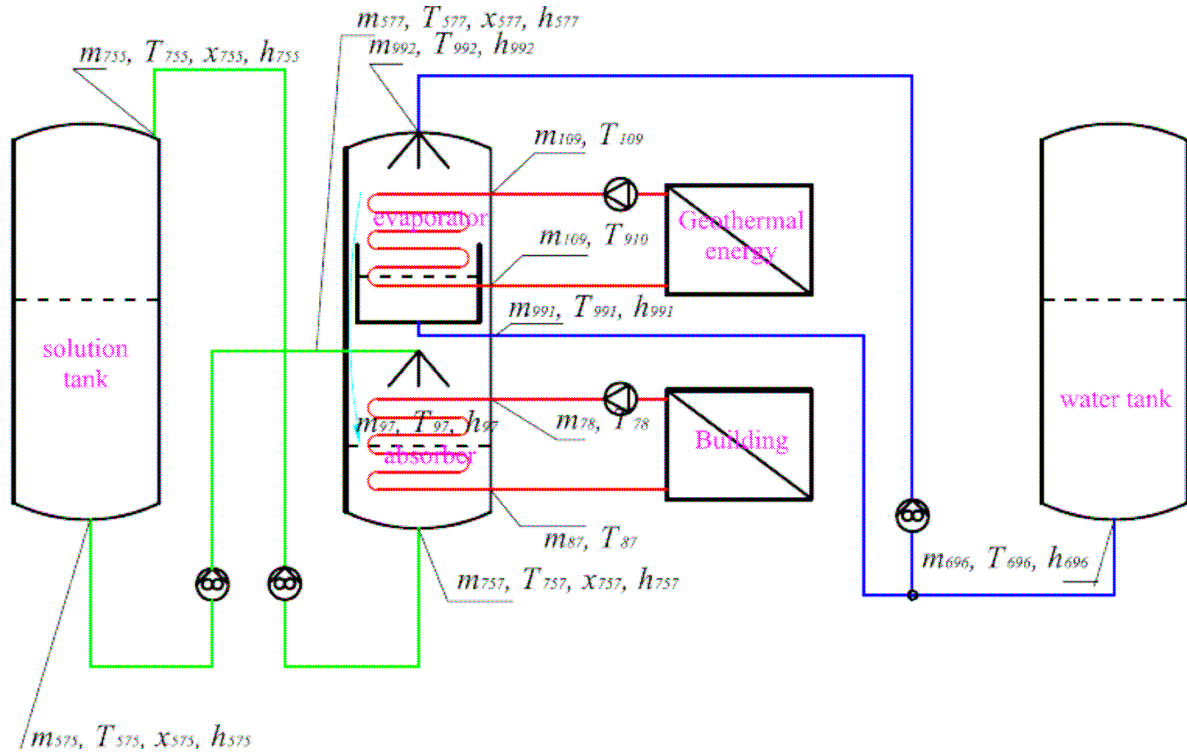 m577, T577, x577, h577
m992, T992, h992
m755, T755, x755, h755
m109, T109
evaporator
Geothermal
energy
m109, T910
m991, T991, h991
solution
tank
water tank
m97, T97, h97
m78, T78
Building
absorber
m87, T87
m696, T696, h696
m757, T757, x757, h757
m575, T575, x575, h575